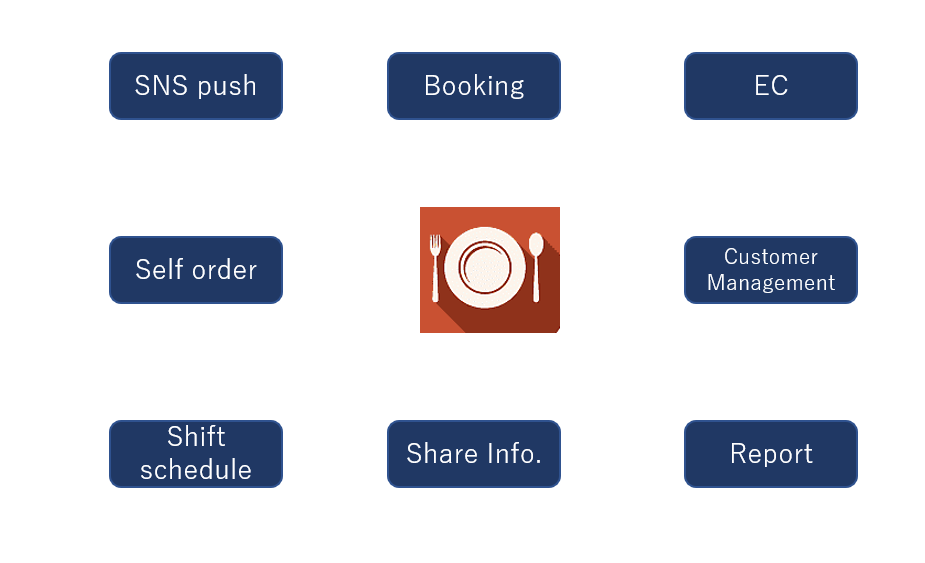 SNS push
Booking
EC
Self order
Customer
Management
Shift
schedule
Share Info.
Report